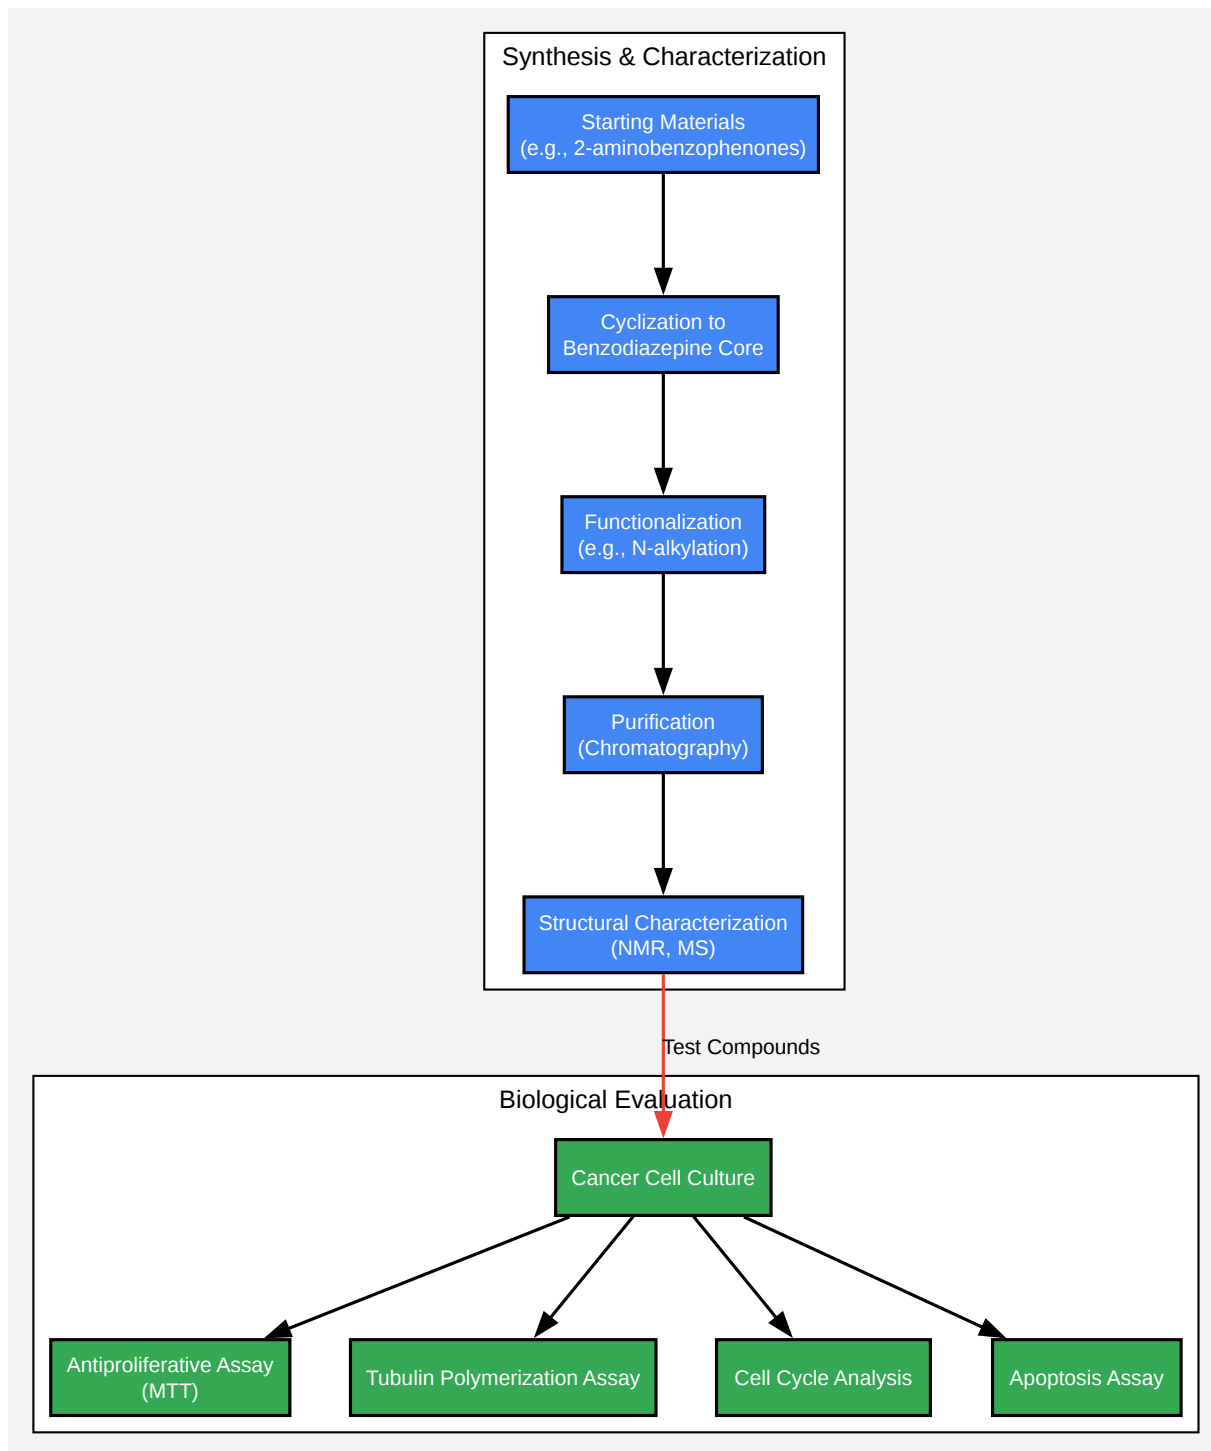 Synthesis & Characterization
Starting Materials
(e.g., 2-aminobenzophenones)
Cyclization to
Benzodiazepine Core
Functionalization
(e.g., N-alkylation)
Purification
(Chromatography)
Structural Characterization
(NMR, MS)
Test Compounds
Biological Evaluation
Cancer Cell Culture
Antiproliferative Assay
(MTT)
Tubulin Polymerization Assay
Cell Cycle Analysis
Apoptosis Assay